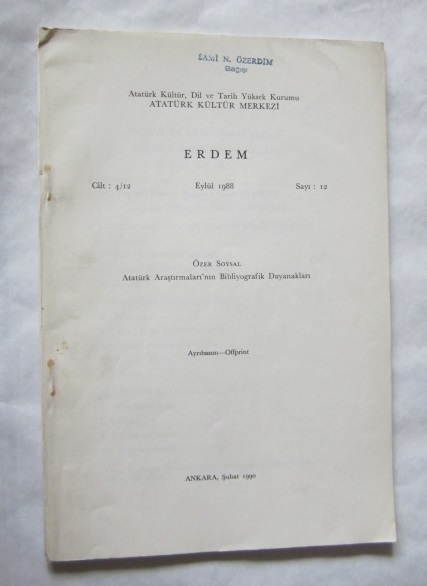 SAMİ N. ÖZERDİM
Bağışı
Atatürk Kültür, Dil ve Tarih Yüksek Kurumu
ATATÜRK KÜLTÜR MERKEZİ
ERDEM
Cilt : 4/12 Eylül 1988 Sayı : 12
ÖZER SOYSAL
Atatürk Araştırmaları'nın Bibliyografik Dayanakları
Ayrıbasım—Offprint
ANKARA, Şubat 1990